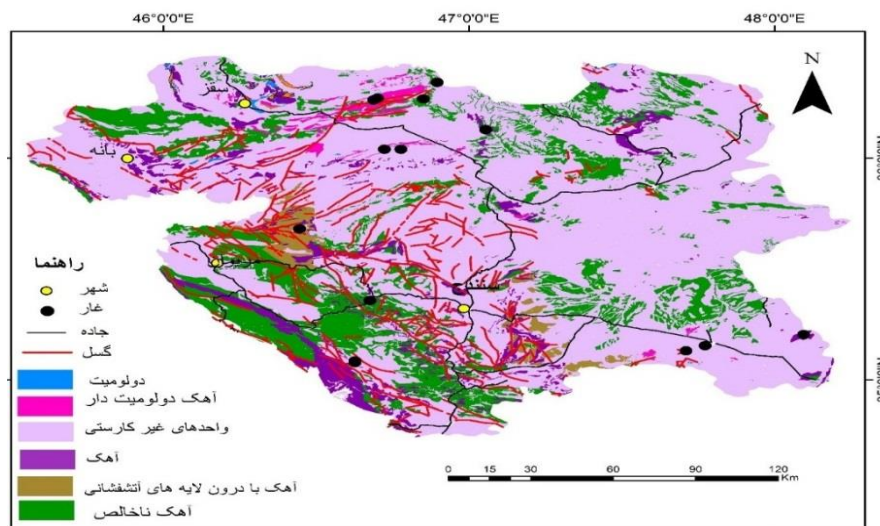 46°0'0"E 47°0'0"E 48°0'0"E
N
سقز
بانه
مریوان
سنندج
راهنما
شهر
غار
جاده
گسل
دولومیت
آهک دولومیت دار
واحدهای غیر کارستی
آهک
آهک با درون لایه های آتشفشانی
آهک ناخالص
0 15 30 60 90 120
Km